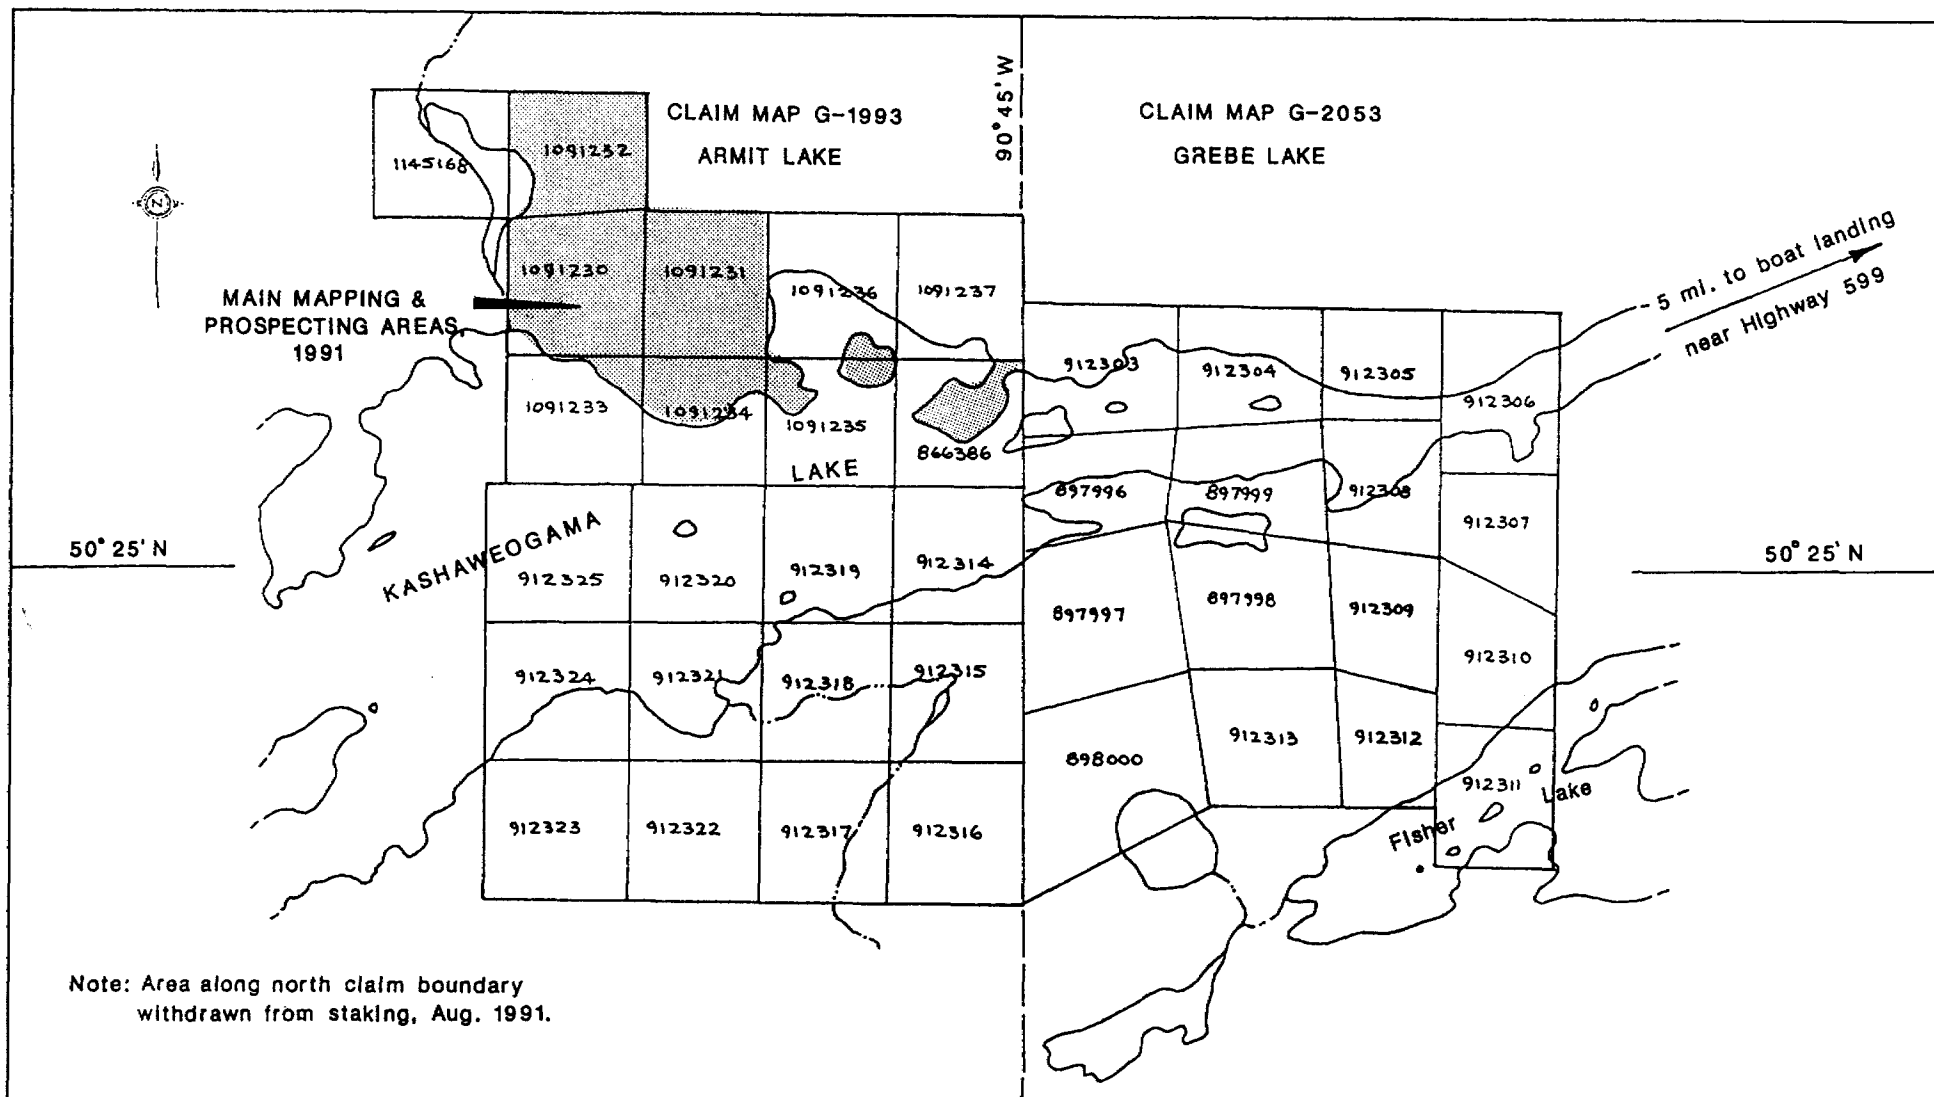 CLAIM MAP G-1993
ARMIT LAKE
90° 45' W
CLAIM MAP G-2053
GREBE LAKE
1145168
1091232
N
1091230
1091231
1091236
1091237
MAIN MAPPING &
PROSPECTING AREAS
1991
5 mi. to boat landing
near Highway 599
912303
912304
912305
912306
1091233
1091234
1091235
866386
LAKE
KASHAWEOGAMA
897996
897999
912308
912307
50° 25' N
50° 25' N
912325
912320
912319
912314
897997
897998
912309
912310
912324
912321
912318
912315
898000
912313
912312
912311
Fisher Lake
912323
912322
912317
912316
Note: Area along north claim boundary
withdrawn from staking, Aug. 1991.